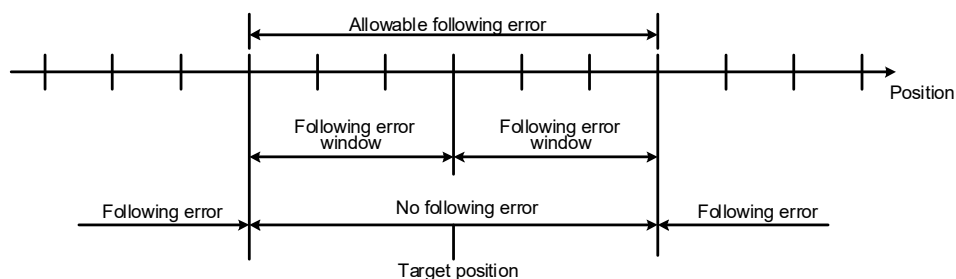 Allowable following error
Position
Following error
window
Following error
window
Following error
No following error
Following error
Target position